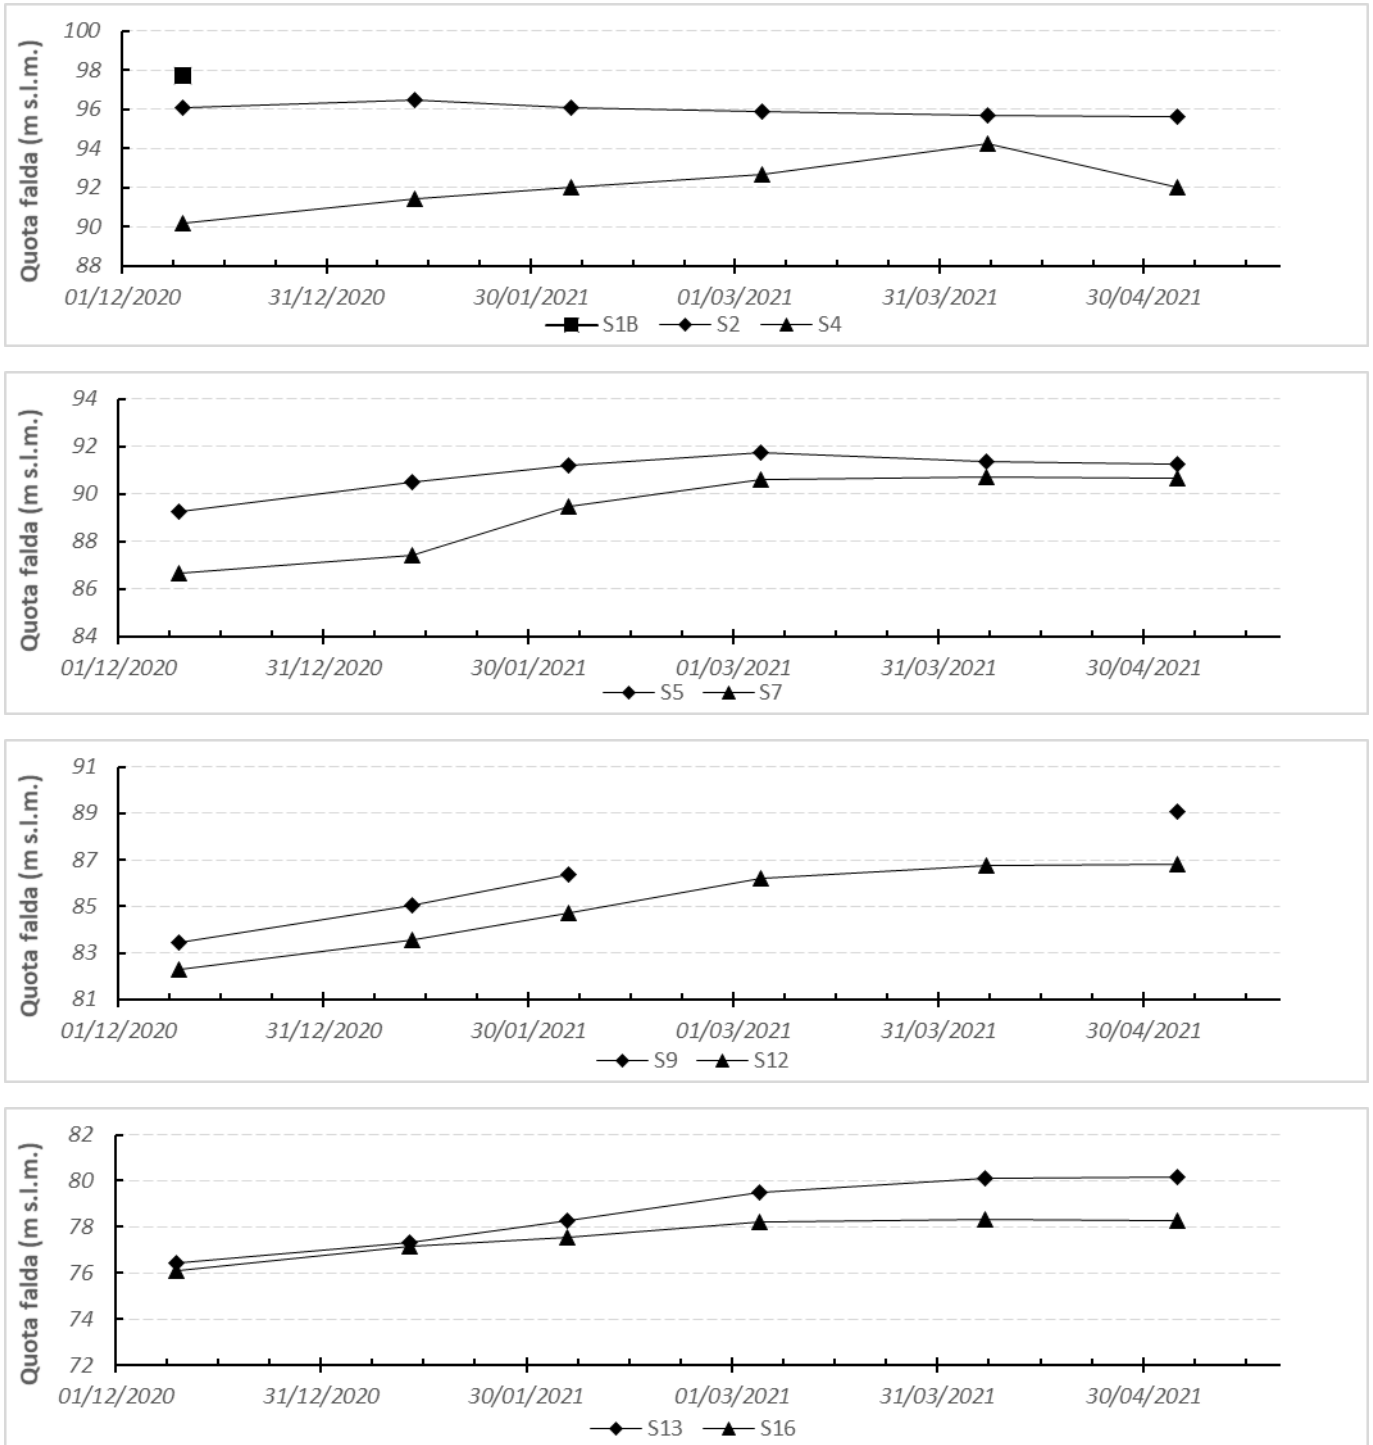 Quota falda (m s.l.m.)
100
98
96
94
92
90
88
01/12/2020 31/12/2020 30/01/2021 01/03/2021 31/03/2021 30/04/2021
S1B S2 S4
Quota falda (m s.l.m.)
94
92
90
88
86
84
01/12/2020 31/12/2020 30/01/2021 01/03/2021 31/03/2021 30/04/2021
S5 S7
Quota falda (m s.l.m.)
91
89
87
85
83
81
01/12/2020 31/12/2020 30/01/2021 01/03/2021 31/03/2021 30/04/2021
S9 S12
Quota falda (m s.l.m.)
82
80
78
76
74
72
01/12/2020 31/12/2020 30/01/2021 01/03/2021 31/03/2021 30/04/2021
S13 S16